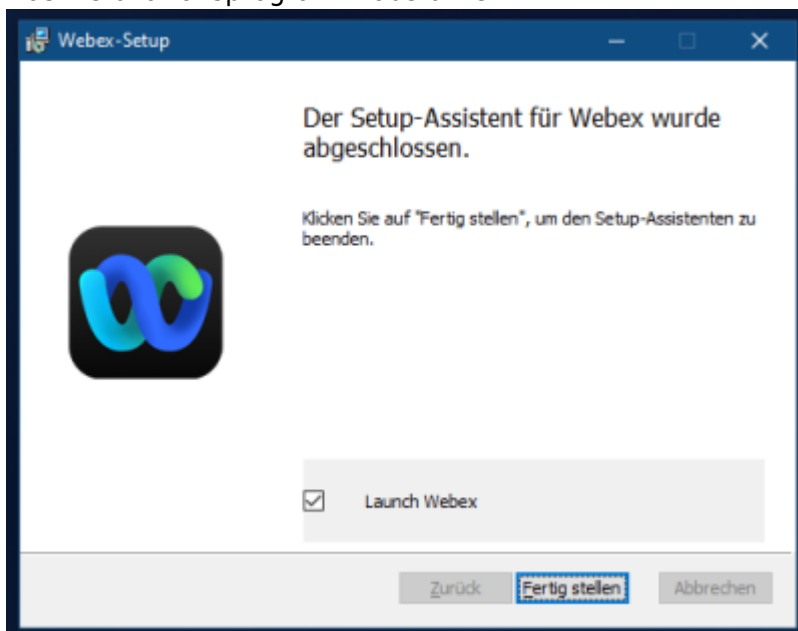 Webex-Setup
Der Setup-Assistent für Webex wurde
abgeschlossen.
Klicken Sie auf "Fertig stellen", um den Setup-Assistenten zu
beenden.
Launch Webex
Zurück Fertig stellen Abbrechen